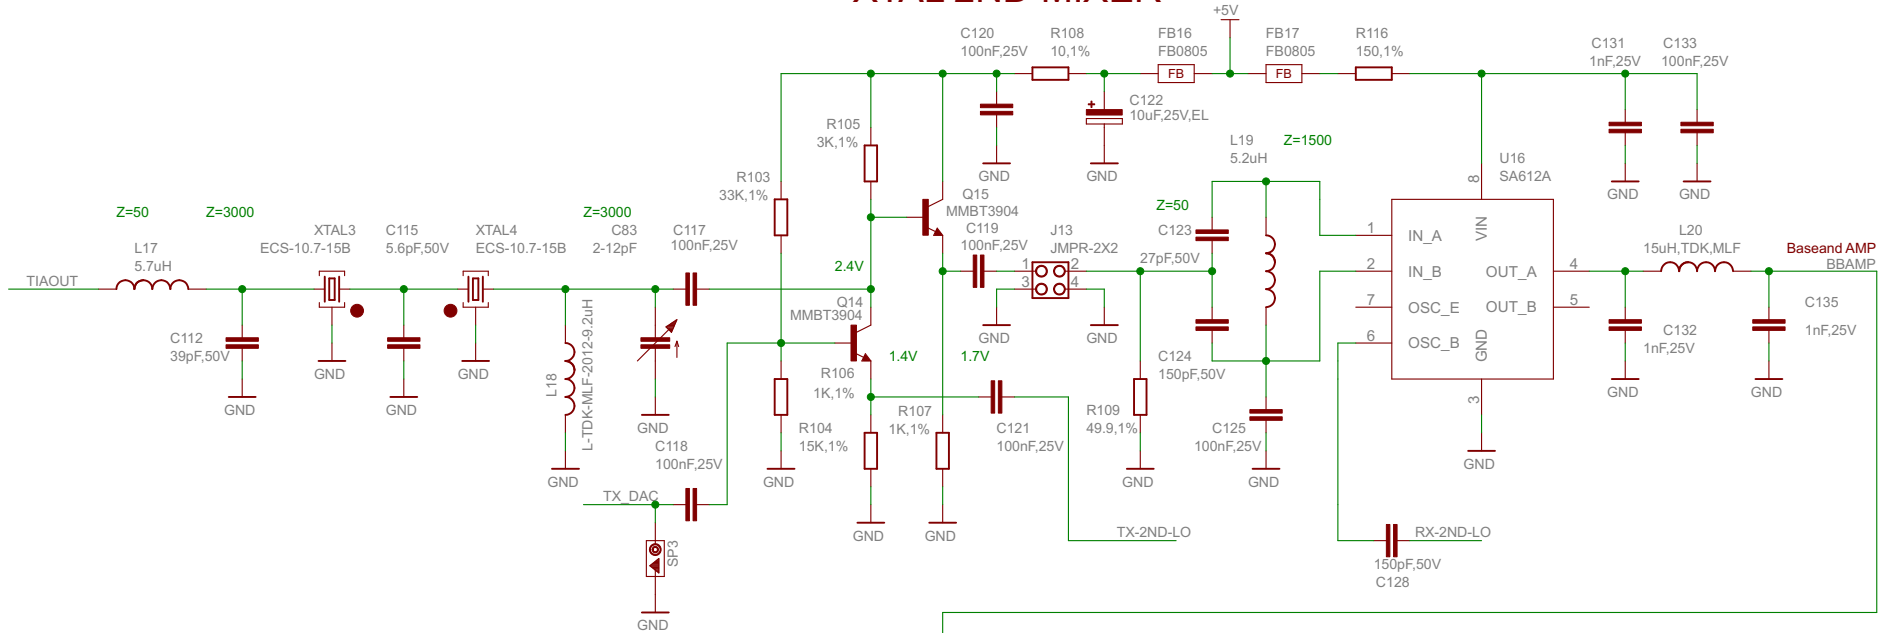 XTAL 2ND MIXER
+5V
C120
100nF,25V
R108
10,1%
FB16
FB0805
FB
FB17
FB0805
FB
R116
150,1%
C131
1nF,25V
C133
100nF,25V
C122
10uF,25V,EL
+
R105
3K,1%
GND
GND
L19
5.2uH
Z=1500
U16
SA612A
GND
GND
R103
33K,1%
Q15
MMBT3904
Z=50
Z=3000
Z=3000
Z=50
L17
5.7uH
XTAL3
ECS-10.7-15B
C115
5.6pF,50V
XTAL4
ECS-10.7-15B
C83
2-12pF
C117
100nF,25V
C119
100nF,25V
J13
JMPR-2X2
1
2
3
4
C123
27pF,50V
8
VIN
1
IN_A
2
IN_B
7
OSC_E
6
OSC_B
OUT_A
4
OUT_B
5
GND
3
L20
15uH,TDK,MLF
Baseand AMP
BBAMP
TIAOUT
2.4V
Q14
MMBT3904
GND
GND
C135
1nF,25V
C112
39pF,50V
C132
1nF,25V
GND
GND
1.4V
1.7V
C124
150pF,50V
L18
L-TDK-MLF-2012-9.2uH
R106
1K,1%
GND
GND
GND
GND
GND
R104
15K,1%
R107
1K,1%
C121
100nF,25V
R109
49.9,1%
C125
100nF,25V
C118
100nF,25V
GND
GND
GND
GND
GND
GND
TX_DAC
GND
GND
TX-2ND-LO
RX-2ND-LO
SP3
150pF,50V
C128
GND